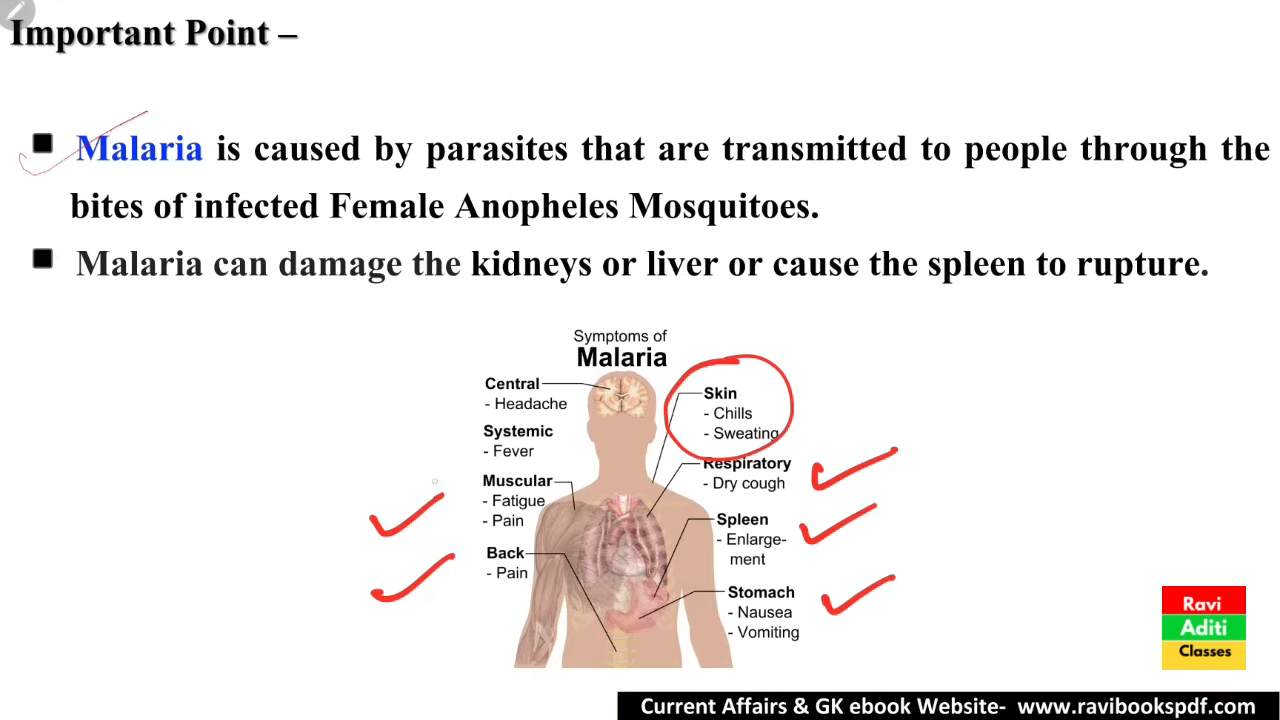 Important Point –
Malaria is caused by parasites that are transmitted to people through the
bites of infected Female Anopheles Mosquitoes.
Malaria can damage the kidneys or liver or cause the spleen to rupture.
Symptoms of
Malaria
Central
- Headache
Systemic
- Fever
Muscular
- Fatigue
- Pain
Back
- Pain
Skin
- Chills
- Sweating
Respiratory
- Dry cough
Spleen
- Enlarge-
ment
Stomach
- Nausea
- Vomiting
Ravi
Aditi
Classes
Current Affairs & GK ebook Website- www.ravibookspdf.com